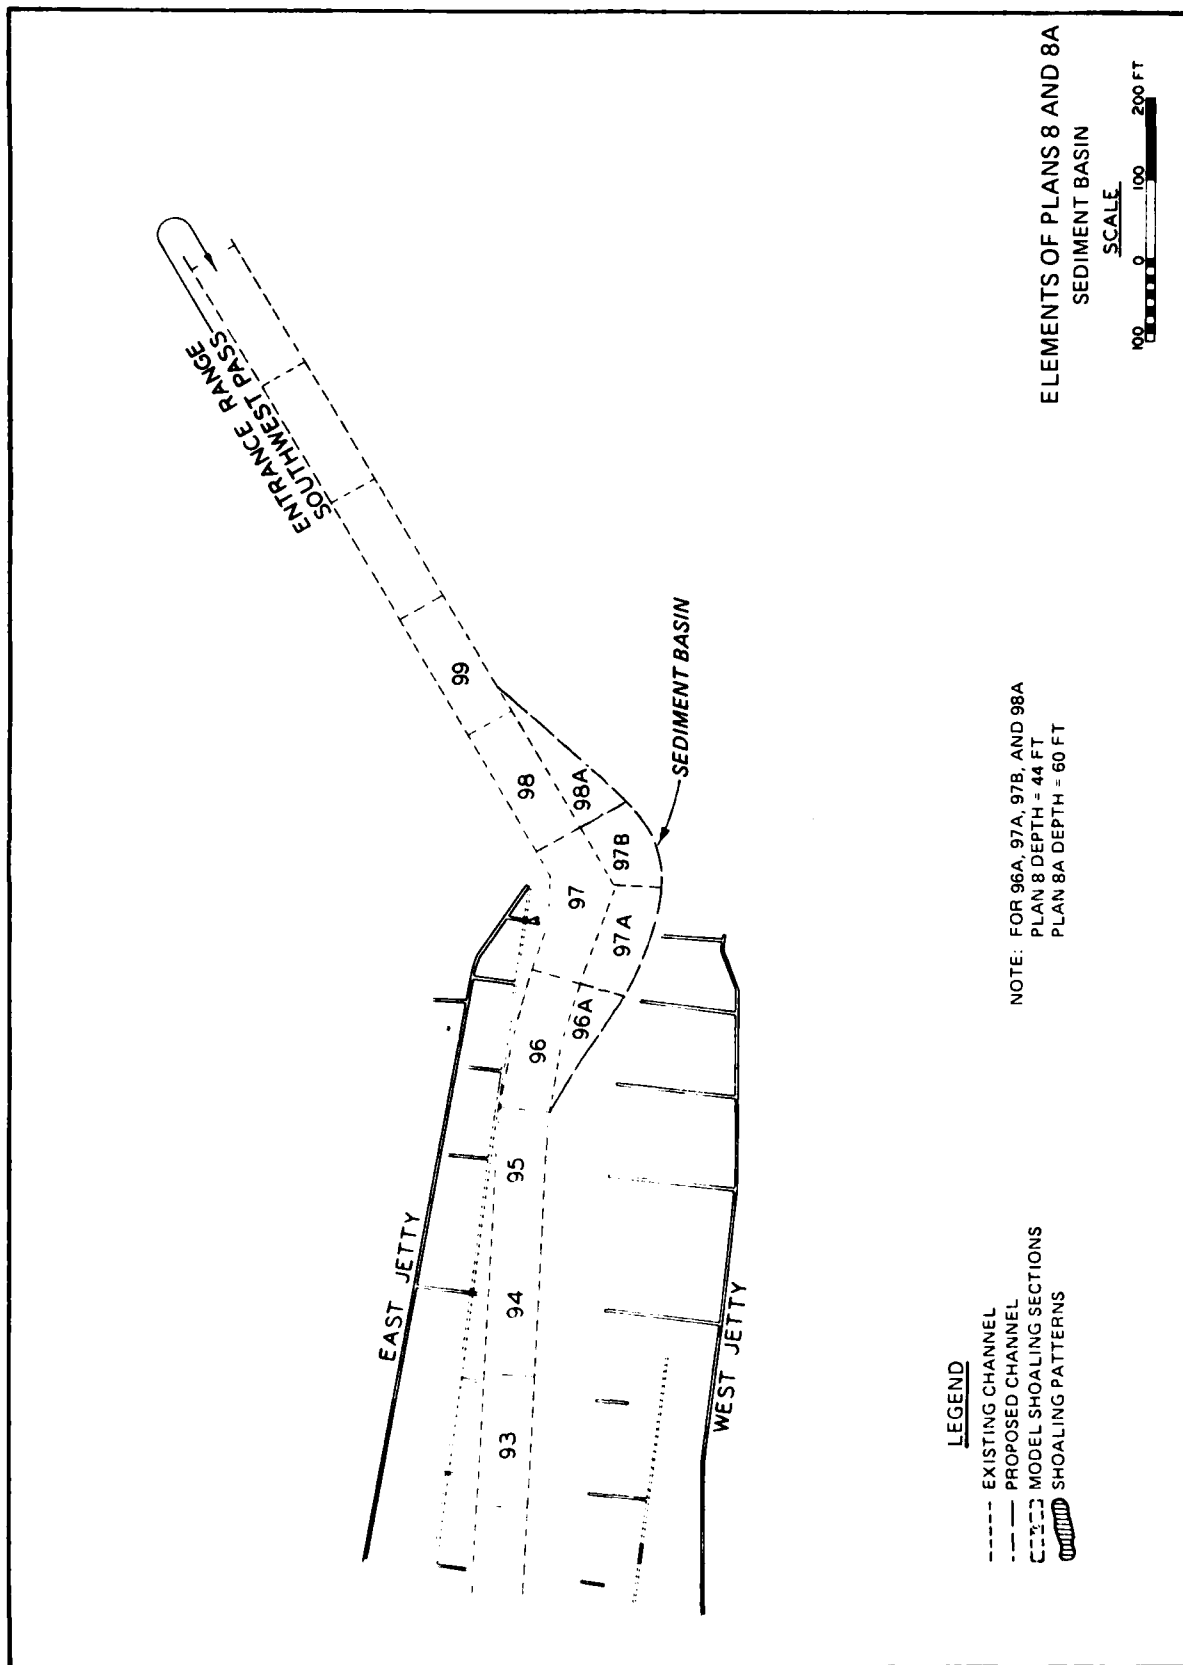 ENTRANCE RANGE
SOUTHWEST PASS
EAST JETTY
93
94
95
96
96A
97
97A
97B
98
98A
99
SEDIMENT BASIN
WEST JETTY
LEGEND
EXISTING CHANNEL
PROPOSED CHANNEL
MODEL SHOALING SECTIONS
SHOALING PATTERNS
NOTE: FOR 96A, 97A, 97B, AND 98A
PLAN 8 DEPTH = 44 FT
PLAN 8A DEPTH = 60 FT
ELEMENTS OF PLANS 8 AND 8A
SEDIMENT BASIN
SCALE
100 0 100 200 FT